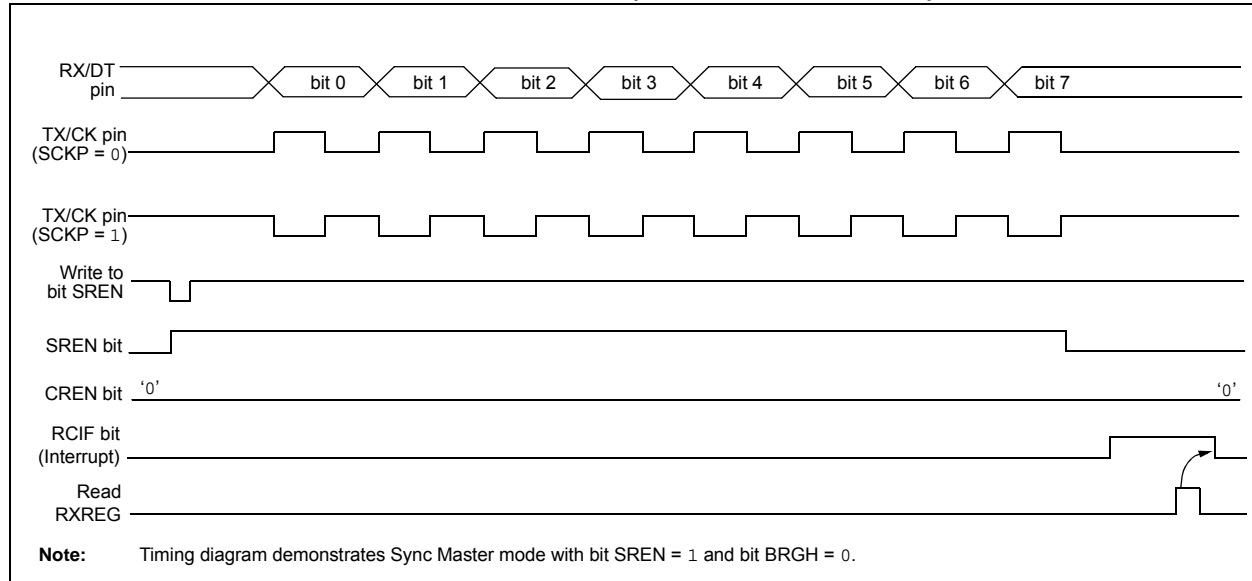 RX/DT
pin
bit 0 bit 1 bit 2 bit 3 bit 4 bit 5 bit 6 bit 7
TX/CK pin
(SCKP = 0)
TX/CK pin
(SCKP = 1)
Write to
bit SREN
SREN bit
CREN bit ‘0’ ‘0’
RCIF bit
(Interrupt)
Read
RXREG
Note: Timing diagram demonstrates Sync Master mode with bit SREN = 1 and bit BRGH = 0.